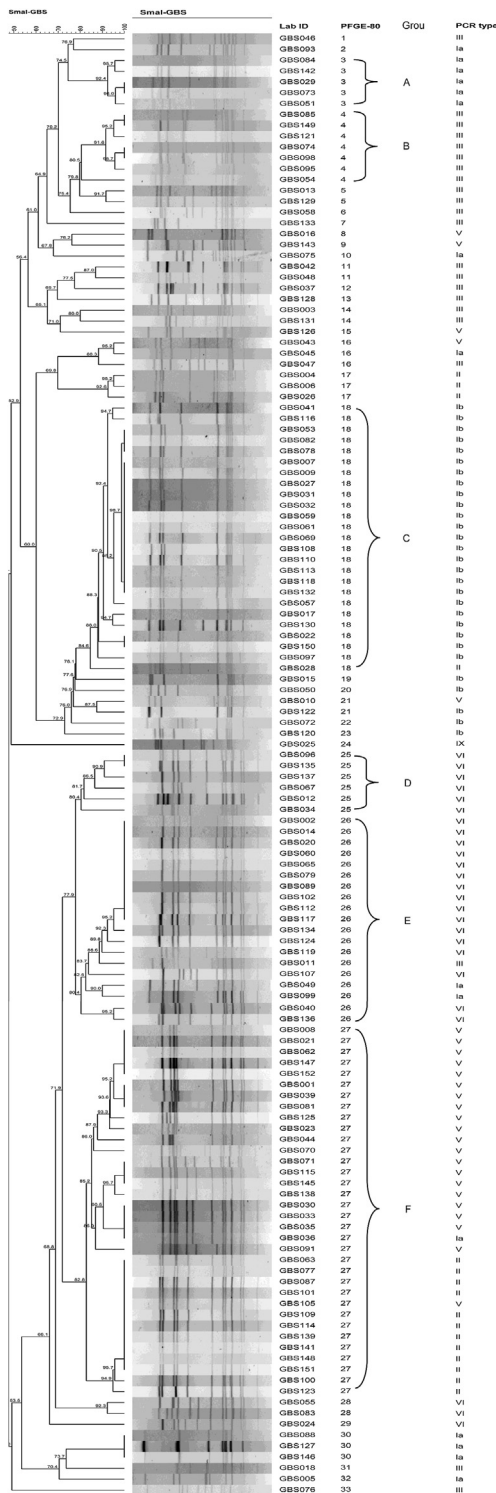 SmaI-GBS SmaI-GBS
Lab ID PFGE-80 Grou PCR type
GBS046 1 III
GBS093 2 Ia
GBS084 3 Ia
GBS142 3 Ia
GBS029 3 A Ia
GBS073 3 Ia
GBS051 3 Ia
GBS085 4 III
GBS149 4 III
GBS121 4 III
GBS074 4 B III
GBS098 4 III
GBS095 4 III
GBS054 4 III
GBS013 5 III
GBS129 5 III
GBS058 6 III
GBS133 7 III
GBS016 8 V
GBS143 9 V
GBS075 10 Ia
GBS042 11 III
GBS048 11 III
GBS037 12 III
GBS128 13 III
GBS003 14 III
GBS131 14 III
GBS126 15 V
GBS043 16 V
GBS045 16 Ia
GBS047 16 III
GBS004 17 II
GBS006 17 II
GBS026 17 II
GBS041 18 Ib
GBS116 18 Ib
GBS053 18 Ib
GBS082 18 Ib
GBS078 18 Ib
GBS007 18 Ib
GBS009 18 Ib
GBS027 18 Ib
GBS031 18 Ib
GBS032 18 Ib
GBS059 18 Ib
GBS061 18 Ib
GBS069 18 C Ib
GBS108 18 Ib
GBS110 18 Ib
GBS113 18 Ib
GBS118 18 Ib
GBS132 18 Ib
GBS057 18 Ib
GBS017 18 Ib
GBS130 18 Ib
GBS022 18 Ib
GBS150 18 Ib
GBS097 18 Ib
GBS028 18 II
GBS015 19 Ib
GBS050 20 Ib
GBS010 21 V
GBS122 21 Ib
GBS072 22 Ib
GBS120 23 Ib
GBS025 24 IX
GBS096 25 VI
GBS135 25 VI
GBS137 25 VI
GBS067 25 D VI
GBS012 25 VI
GBS034 25 VI
GBS002 26 VI
GBS014 26 VI
GBS020 26 VI
GBS060 26 VI
GBS065 26 VI
GBS079 26 VI
GBS089 26 VI
GBS102 26 VI
GBS112 26 VI
GBS117 26 E VI
GBS134 26 VI
GBS124 26 VI
GBS119 26 VI
GBS011 26 III
GBS107 26 VI
GBS049 26 Ia
GBS099 26 Ia
GBS040 26 VI
GBS136 26 VI
GBS008 27 V
GBS021 27 V
GBS062 27 V
GBS147 27 V
GBS152 27 V
GBS001 27 V
GBS039 27 V
GBS081 27 V
GBS125 27 V
GBS023 27 V
GBS044 27 V
GBS070 27 V
GBS071 27 V
GBS115 27 V
GBS145 27 V
GBS138 27 V
GBS030 27 V
GBS033 27 F V
GBS035 27 V
GBS036 27 Ia
GBS091 27 V
GBS063 27 II
GBS077 27 II
GBS087 27 II
GBS101 27 II
GBS105 27 V
GBS109 27 II
GBS114 27 II
GBS139 27 II
GBS141 27 II
GBS148 27 II
GBS151 27 II
GBS100 27 II
GBS123 27 II
GBS055 28 VI
GBS083 28 VI
GBS024 29 VI
GBS088 30 Ia
GBS127 30 Ia
GBS146 30 Ia
GBS018 31 III
GBS005 32 Ia
GBS076 33 III